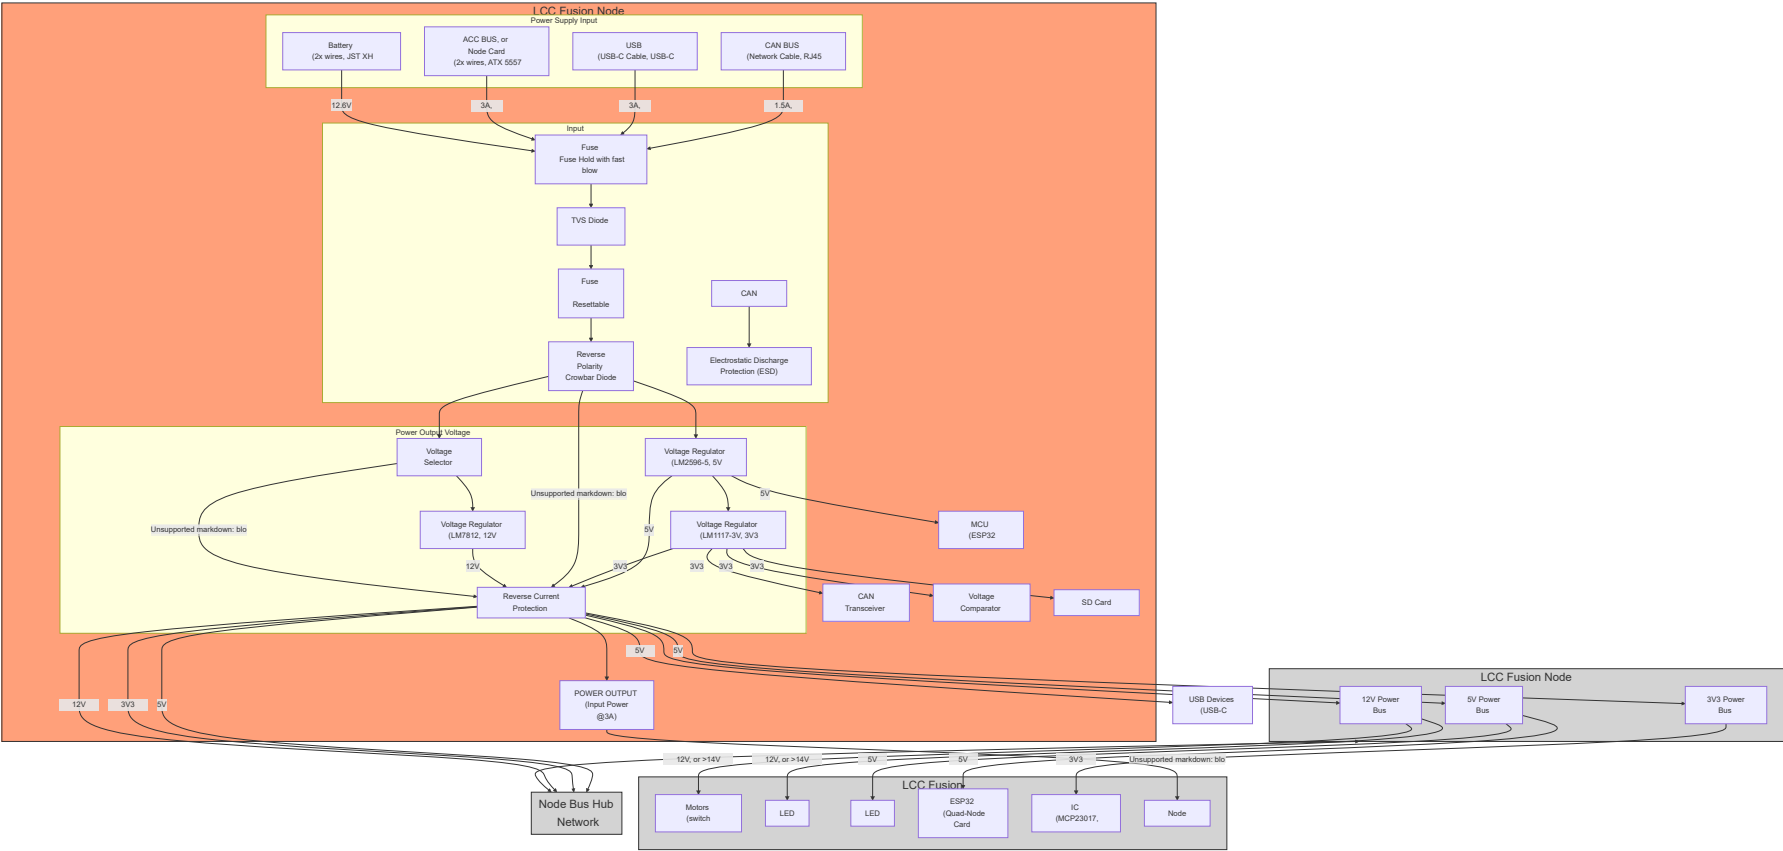 LCC Fusion Node
Power Supply Input
Battery
(2x wires, JST XH
ACC BUS, or
Node Card
(2x wires, ATX 5557
USB
(USB-C Cable, USB-C
CAN BUS
(Network Cable, RJ45
12.6V
3A,
3A,
1.5A,
Input
Fuse
Fuse Hold with fast
blow
TVS Diode
Fuse
Resettable
CAN
Reverse
Polarity
Crowbar Diode
Electrostatic Discharge
Protection (ESD)
Power Output Voltage
Voltage
Selector
Voltage Regulator
(LM2596-5, 5V
Unsupported markdown: blo
5V
Unsupported markdown: blo
Voltage Regulator
(LM7812, 12V
5V
Voltage Regulator
(LM1117-3V, 3V3
MCU
(ESP32
12V
3V3
3V3
3V3
3V3
Reverse Current
Protection
CAN
Transceiver
Voltage
Comparator
SD Card
5V
5V
12V
3V3
5V
POWER OUTPUT
(Input Power
@3A)
USB Devices
(USB-C
LCC Fusion Node
12V Power
Bus
5V Power
Bus
3V3 Power
Bus
12V, or >14V
12V, or >14V
5V
5V
3V3
Unsupported markdown: blo
Node Bus Hub
Network
LCC Fusion
Motors
(switch
LED
LED
ESP32
(Quad-Node
Card
IC
(MCP23017,
Node